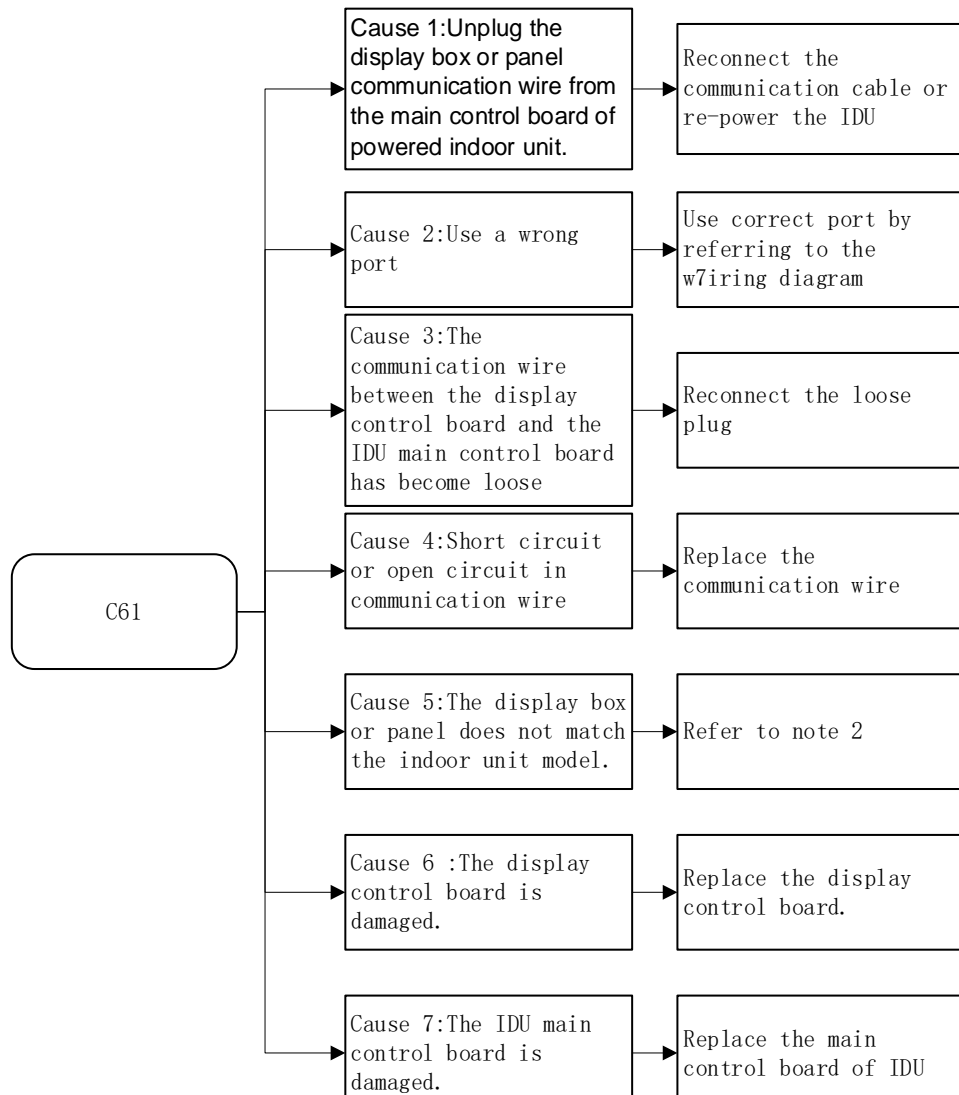 Cause 1:Unplug the
display box or panel
communication wire from
the main control board of
powered indoor unit.
Reconnect the
communication cable or
re-power the IDU
Cause 2:Use a wrong
port
Use correct port by
referring to the
w7iring diagram
Cause 3:The
communication wire
between the display
control board and the
IDU main control board
has become loose
Reconnect the loose
plug
Cause 4:Short circuit
or open circuit in
communication wire
Replace the
communication wire
C61
Cause 5:The display box
or panel does not match
the indoor unit model.
Refer to note 2
Cause 6 :The display
control board is
damaged.
Replace the display
control board.
Cause 7:The IDU main
control board is
damaged.
Replace the main
control board of IDU